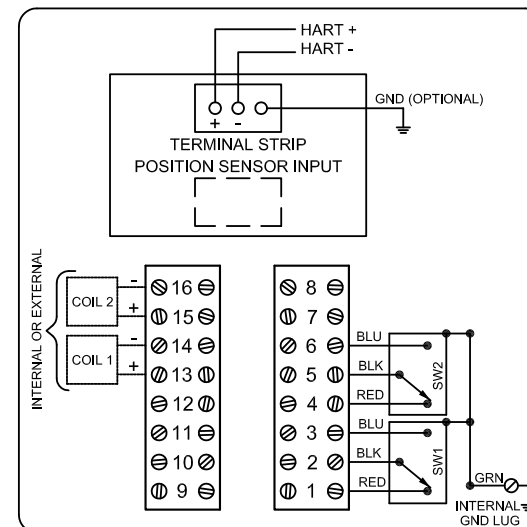 HART +
HART -
GND (OPTIONAL)
+ -
TERMINAL STRIP
POSITION SENSOR INPUT
INTERNAL OR EXTERNAL
COIL 2
-
+
COIL 1
-
+
16
15
14
13
12
11
10
9
8
7
6
5
4
3
2
1
BLU
BLK
RED
SW2
BLU
BLK
RED
SW1
GRN
INTERNAL
GND LUG